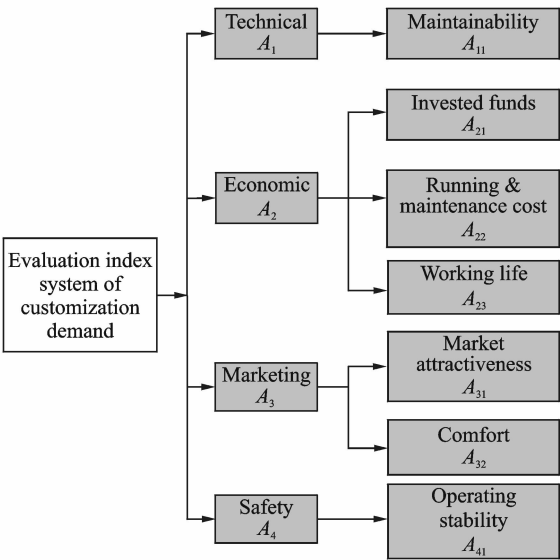 Technical
A₁
Maintainability
A₁₁
Invested funds
A₂₁
Economic
A₂
Running &
maintenance cost
A₂₂
Working life
A₂₃
Evaluation index
system of
customization
demand
Market
attractiveness
A₃₁
Marketing
A₃
Comfort
A₃₂
Safety
A₄
Operating
stability
A₄₁